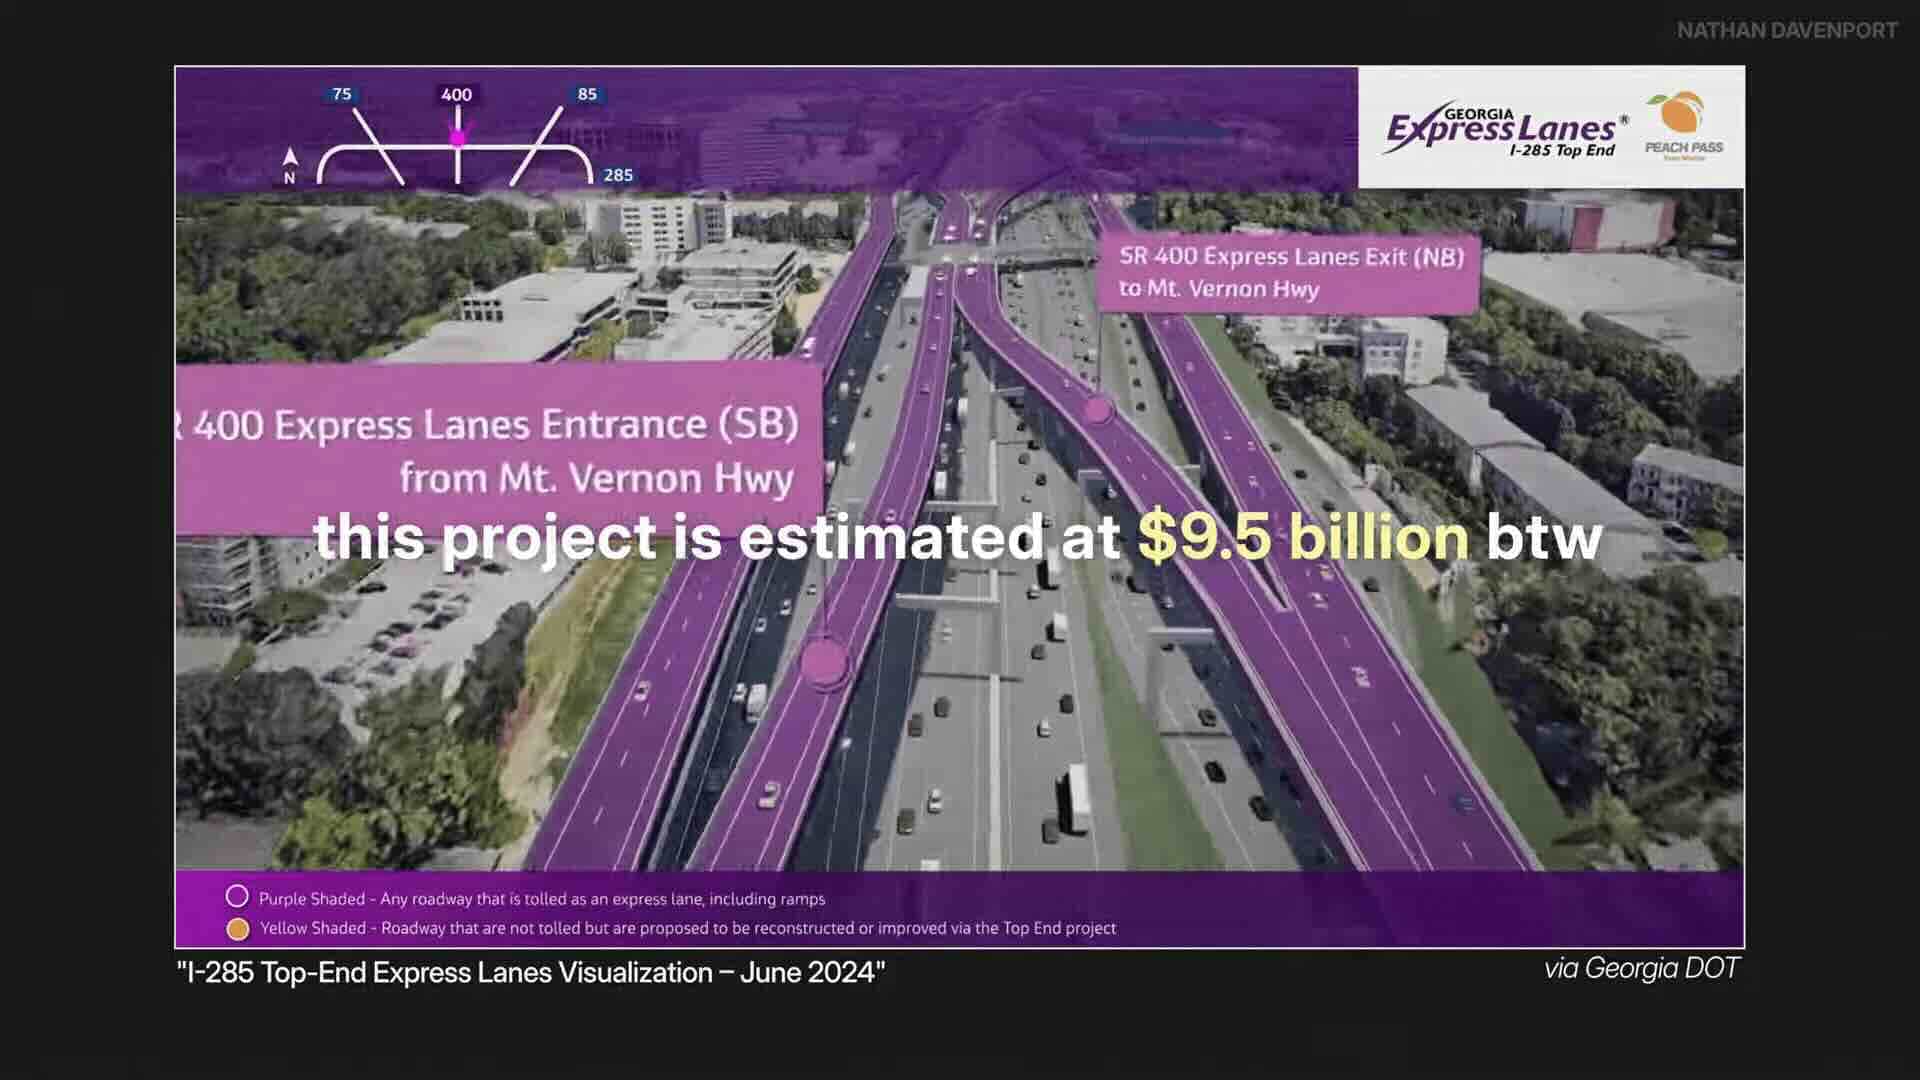 NATHAN DAVENPORT
75
400
85
N
285
GEORGIA
Express Lanes®
I-285 Top End
PEACH PASS
SR 400 Express Lanes Exit (NB)
to Mt. Vernon Hwy
400 Express Lanes Entrance (SB)
from Mt. Vernon Hwy
this project is estimated at $9.5 billion btw
Purple Shaded - Any roadway that is tolled as an express lane, including ramps
Yellow Shaded - Roadway that are not tolled but are proposed to be reconstructed or improved via the Top End project
"I-285 Top-End Express Lanes Visualization – June 2024"
via Georgia DOT